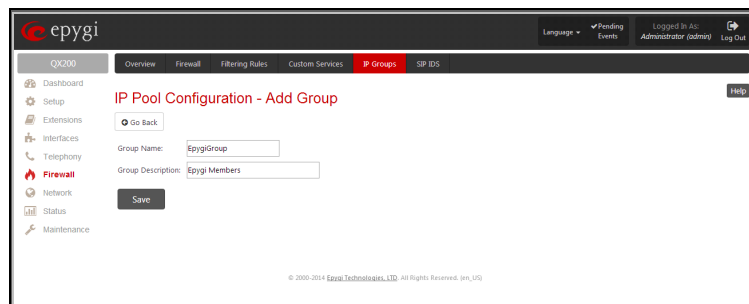 epygi
Language
Pending Events
Logged In As:
Administrator (admin)
Log Out
QX200
Overview
Firewall
Filtering Rules
Custom Services
IP Groups
SIP IDS
Dashboard
Setup
Extensions
Interfaces
Telephony
Firewall
Network
Status
Maintenance
Help
IP Pool Configuration - Add Group
Go Back
Group Name: EpygiGroup
Group Description: Epygi Members
Save
© 2000-2014 Epygi Technologies, LTD. All Rights Reserved. (en_US)